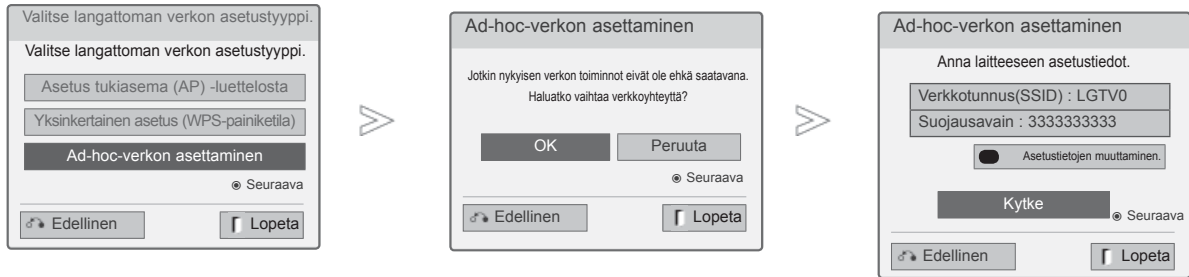 Valitse langattoman verkon asetustyyppi.
Valitse langattoman verkon asetustyyppi.
Asetus tukiasema (AP) -luettelosta
Yksinkertainen asetus (WPS-painiketila)
Ad-hoc-verkon asettaminen
Seuraava
Edellinen
Lopeta
Ad-hoc-verkon asettaminen
Jotkin nykyisen verkon toiminnot eivät ole ehkä saatavana.
Haluatko vaihtaa verkkoyhteyttä?
OK
Peruuta
Seuraava
Edellinen
Lopeta
Ad-hoc-verkon asettaminen
Anna laitteeseen asetustiedot.
Verkkotunnus(SSID) : LGTV0
Suojausavain : 3333333333
Asetustietojen muuttaminen.
Kytke
Seuraava
Edellinen
Lopeta